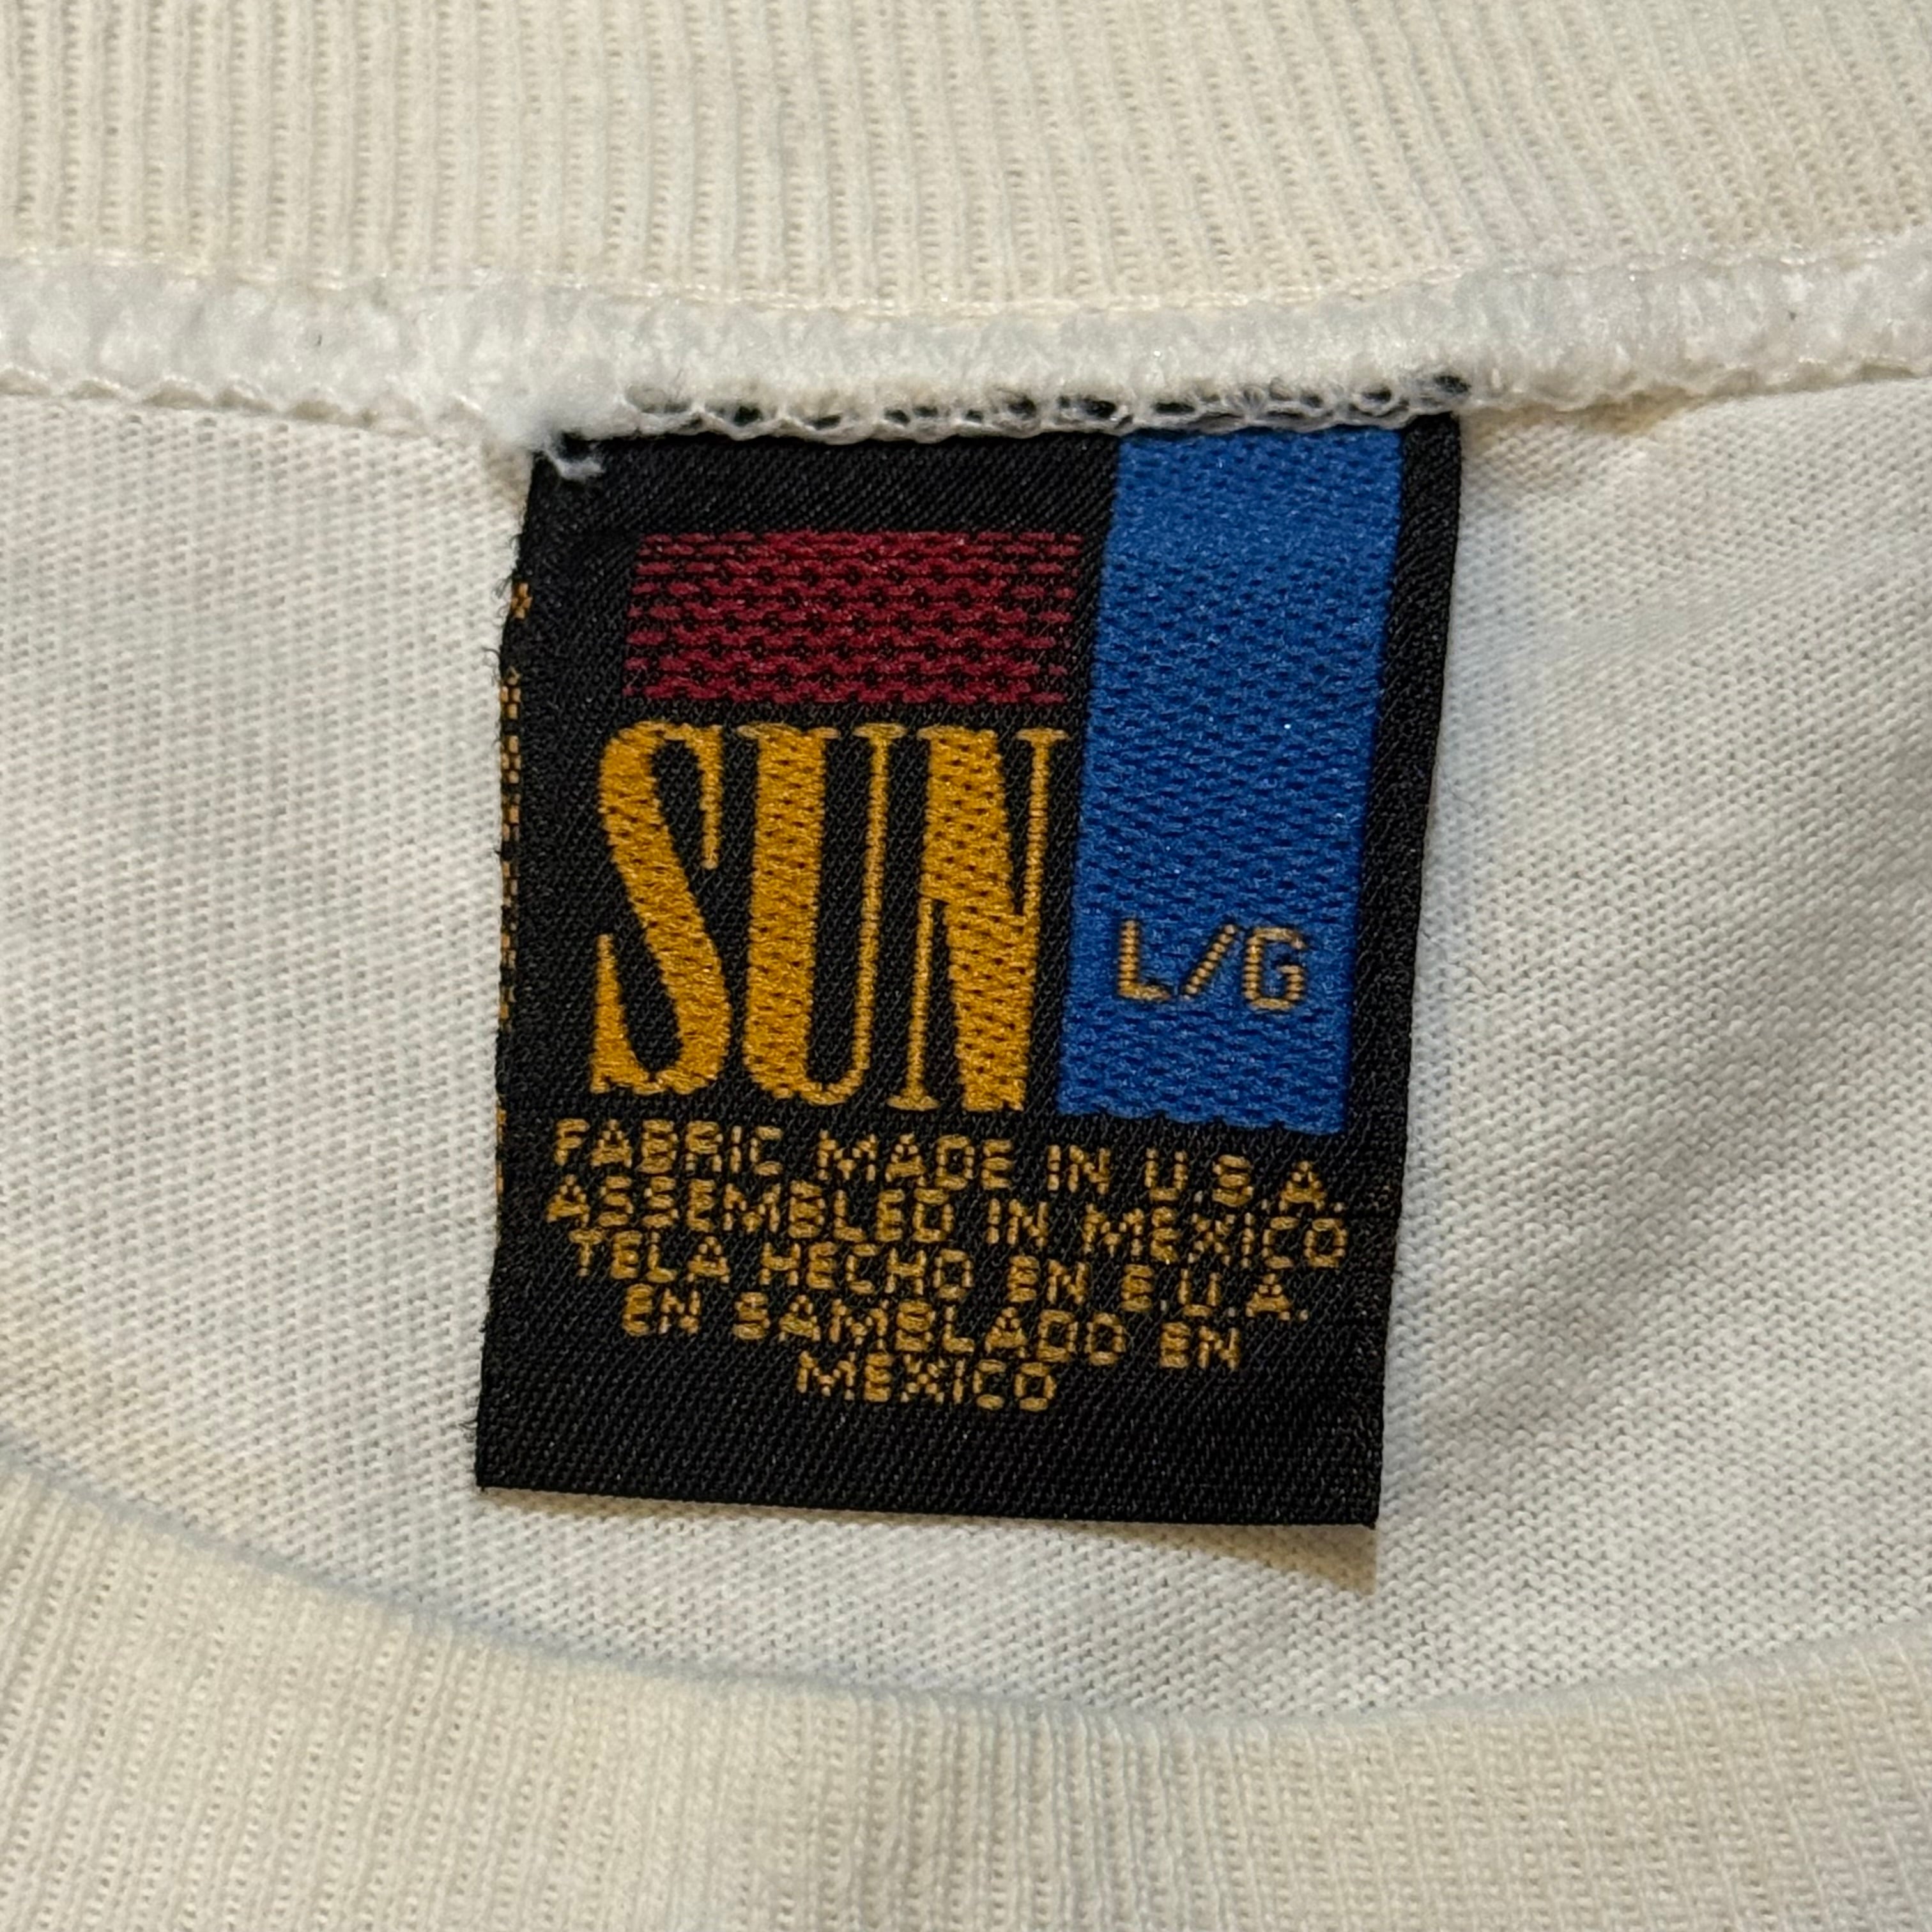 SUN
L/G
FABRIC MADE IN U.S.A.
ASSEMBLED IN MEXICO
TELA HECHO EN E.U.A.
EN SAMBLADO EN
MEXICO